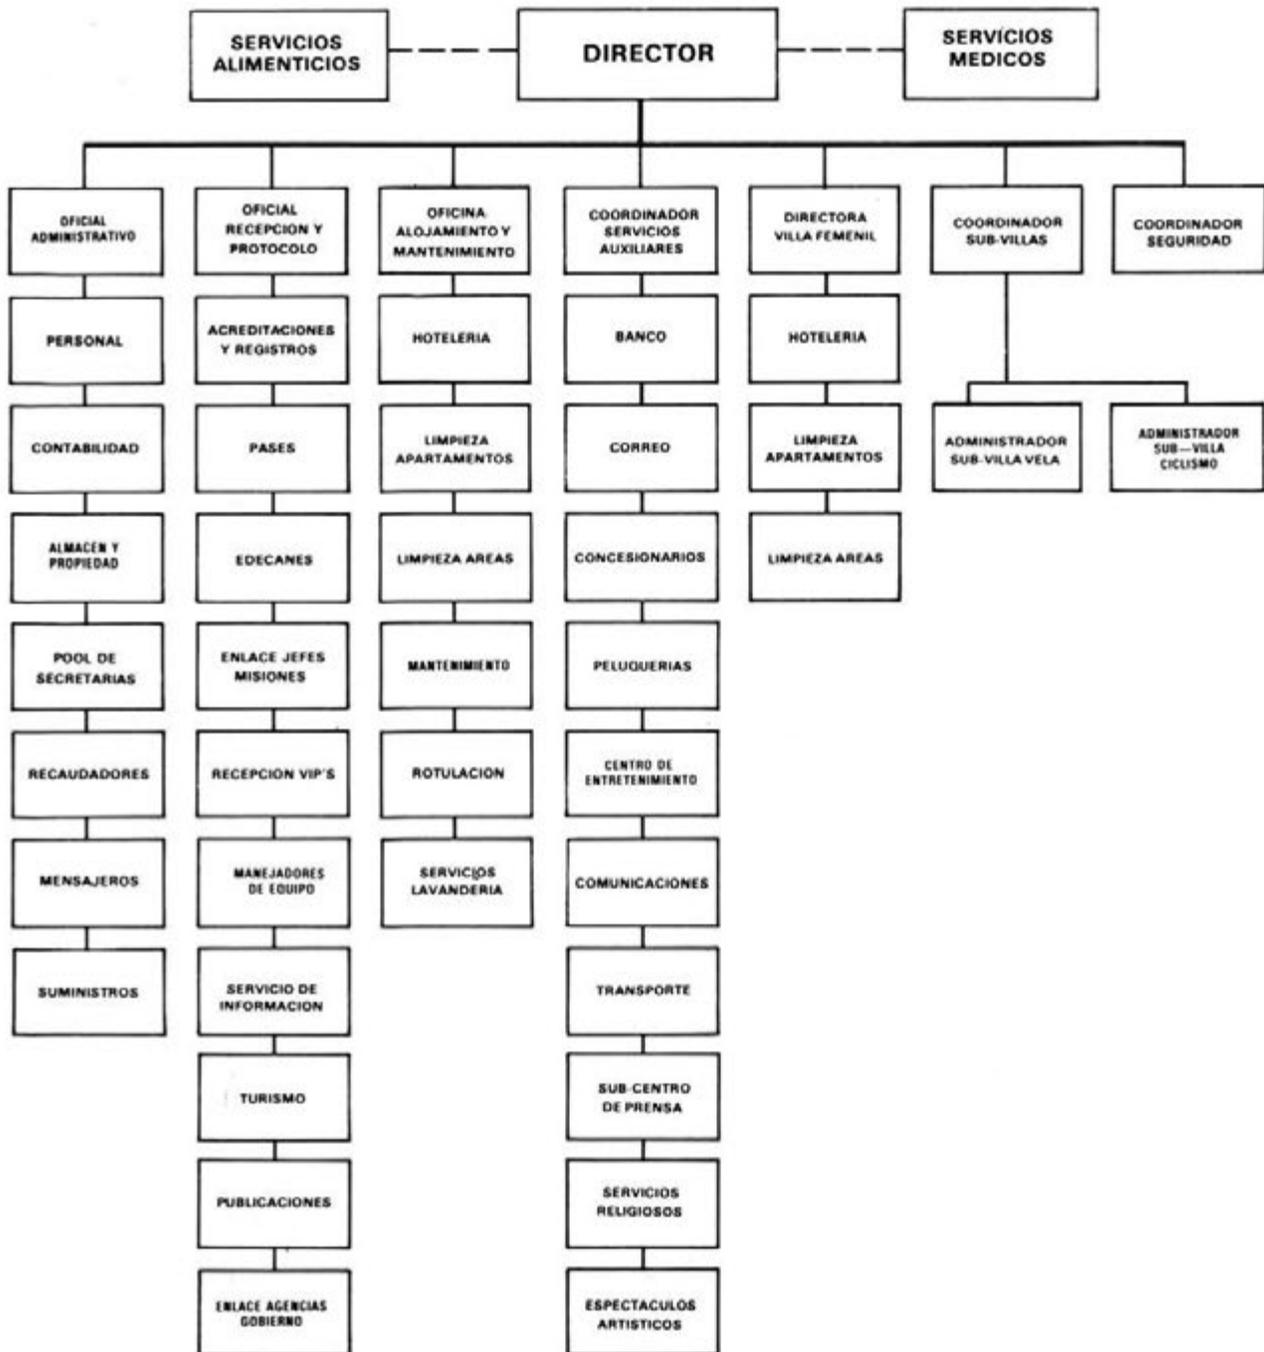 SERVICIOS
ALIMENTICIOS
DIRECTOR
SERVICIOS
MEDICOS
OFICIAL
ADMINISTRATIVO
PERSONAL
CONTABILIDAD
ALMACEN Y
PROPIEDAD
POOL DE
SECRETARIAS
RECAUDADORES
MENSAJEROS
SUMINISTROS
OFICIAL
RECEPCION Y
PROTOCOLO
ACREDITACIONES
Y REGISTROS
PASES
EDECANES
ENLACE JEFES
MISIONES
RECEPCION VIP'S
MANEJADORES
DE EQUIPO
SERVICIO DE
INFORMACION
TURISMO
PUBLICACIONES
ENLACE AGENCIAS
GOBIERNO
OFICINA
ALOJAMIENTO Y
MANTENIMIENTO
HOTELERIA
LIMPIEZA
APARTAMENTOS
LIMPIEZA AREAS
MANTENIMIENTO
ROTULACION
SERVICIOS
LAVANDERIA
COORDINADOR
SERVICIOS
AUXILIARES
BANCO
CORREO
CONCESIONARIOS
PELUQUERIAS
CENTRO DE
ENTRETENIMIENTO
COMUNICACIONES
TRANSPORTE
SUB-CENTRO
DE PRENSA
SERVICIOS
RELIGIOSOS
ESPECTACULOS
ARTISTICOS
DIRECTORA
VILLA FEMENIL
HOTELERIA
LIMPIEZA
APARTAMENTOS
LIMPIEZA AREAS
COORDINADOR
SUB-VILLAS
ADMINISTRADOR
SUB-VILLA VELA
ADMINISTRADOR
SUB—VILLA
CICLISMO
COORDINADOR
SEGURIDAD